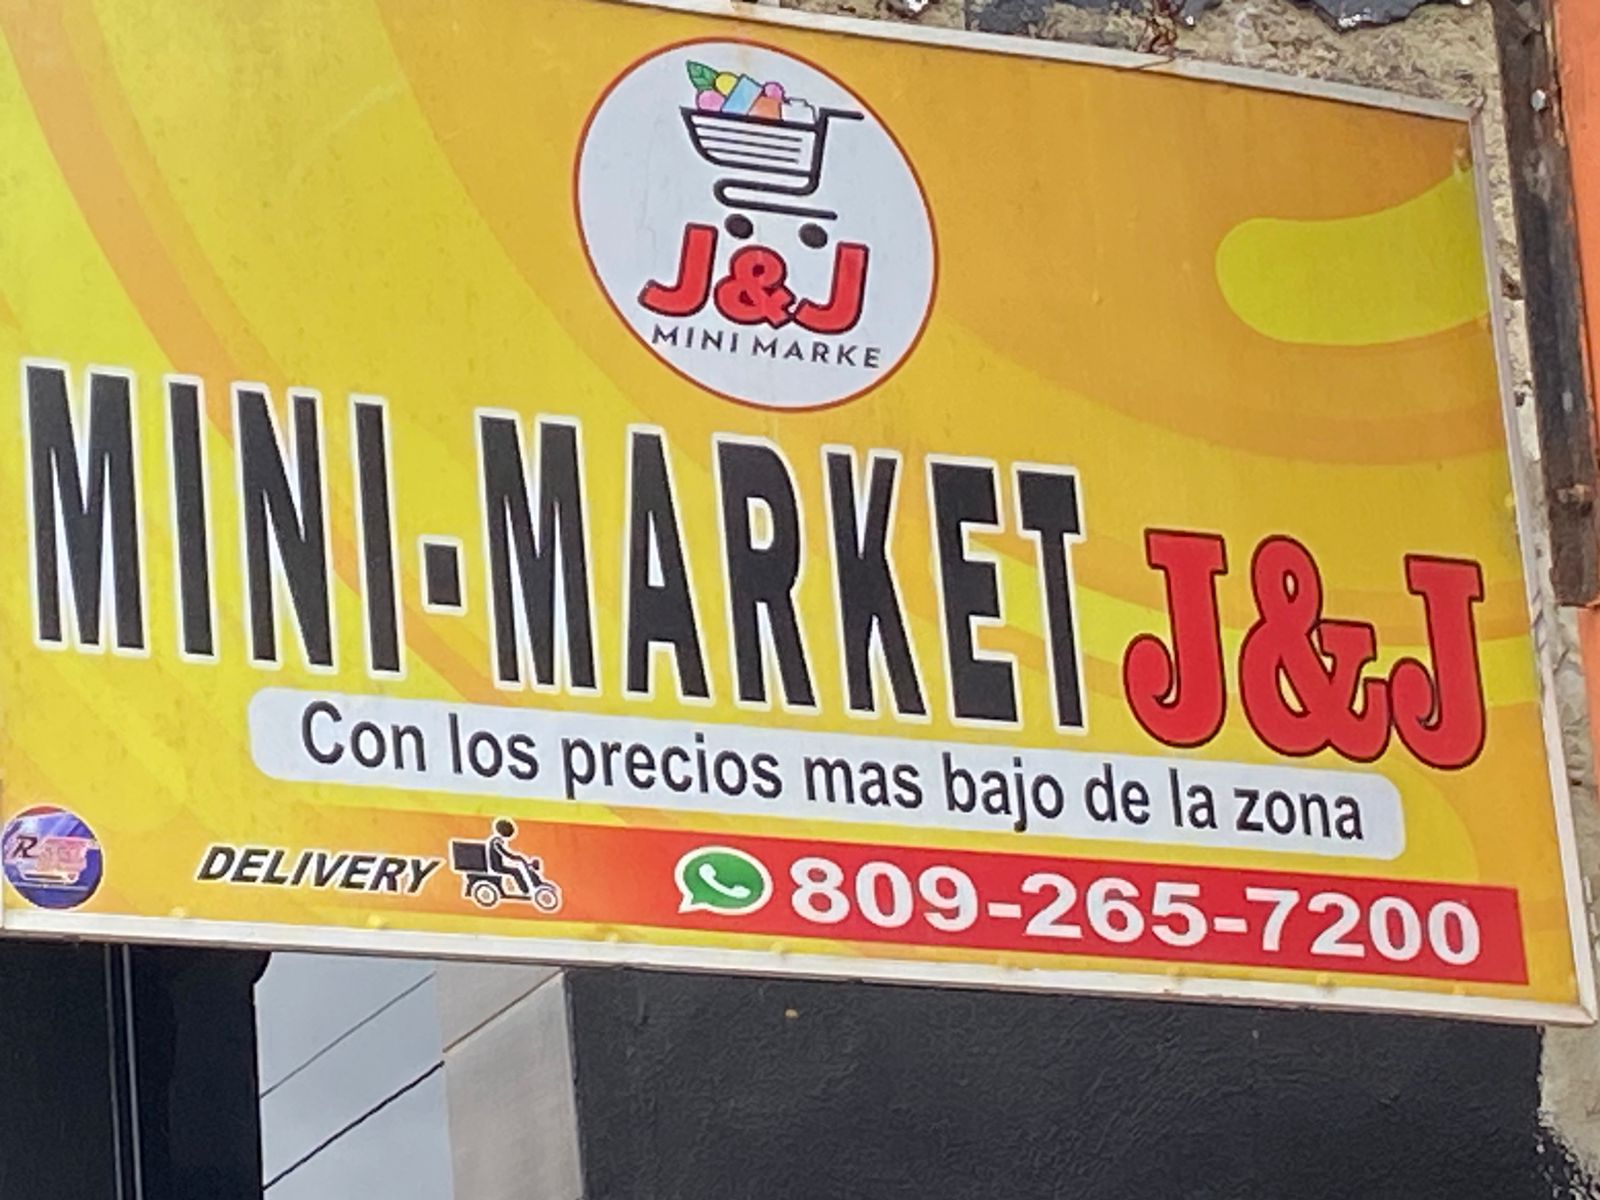 J&J
MINI MARKE
MINI-MARKET J&J
Con los precios mas bajo de la zona
DELIVERY
809-265-7200